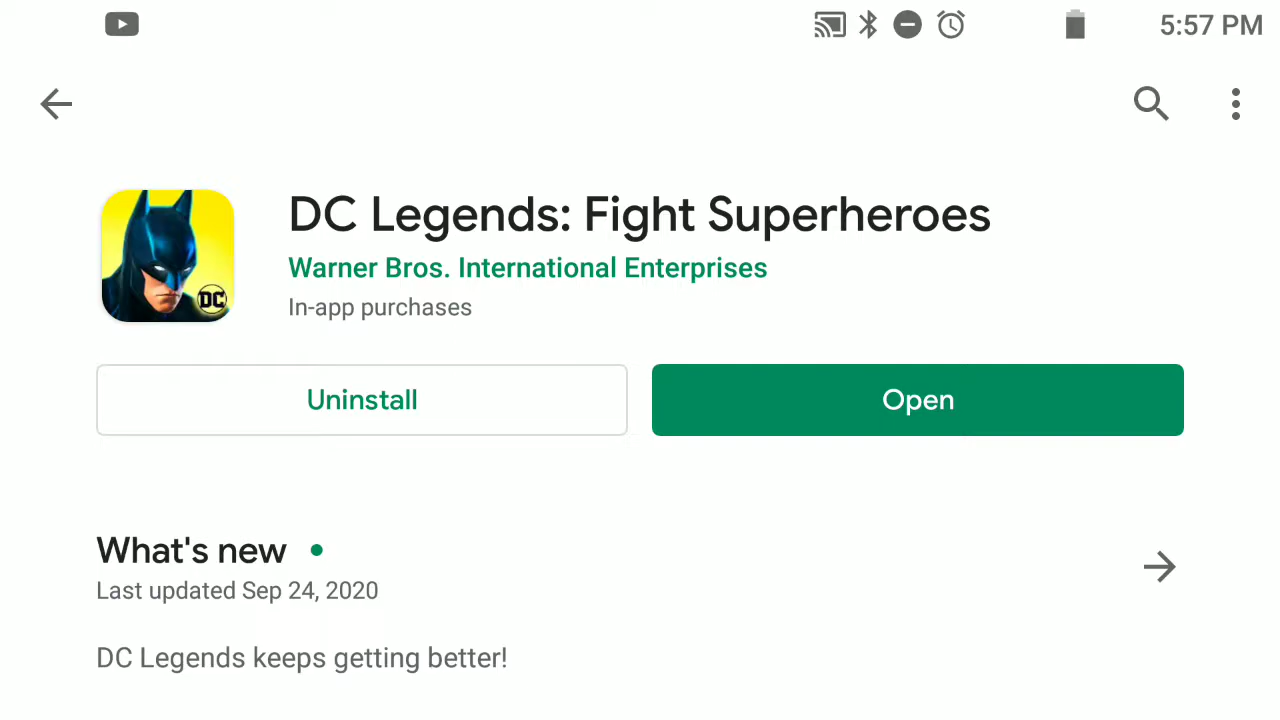 5:57 PM
DC Legends: Fight Superheroes
Warner Bros. International Enterprises
In-app purchases
DC
Uninstall
Open
What's new
Last updated Sep 24, 2020
DC Legends keeps getting better!